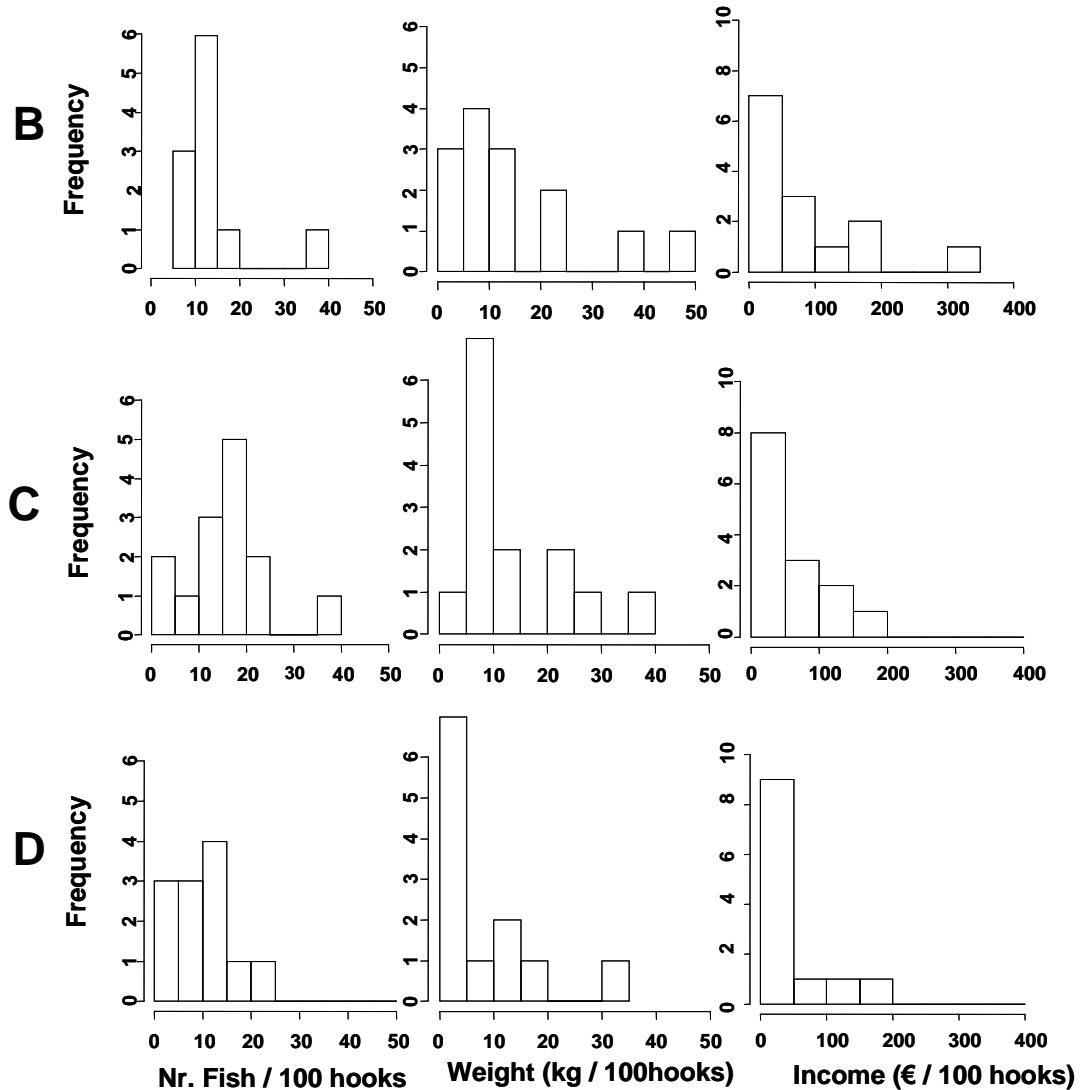 B
Frequency
0 1 2 3 4 5 6
0 10 20 30 40 50
0 1 2 3 4 5 6
0 10 20 30 40 50
0 2 4 6 8 10
0 100 200 300 400
C
Frequency
0 1 2 3 4 5 6
0 10 20 30 40 50
0 1 2 3 4 5 6
0 10 20 30 40 50
0 2 4 6 8 10
0 100 200 300 400
D
Frequency
0 1 2 3 4 5 6
0 10 20 30 40 50
0 1 2 3 4 5 6
0 10 20 30 40 50
0 2 4 6 8 10
0 100 200 300 400
Nr. Fish / 100 hooks
Weight (kg / 100hooks)
Income (€ / 100 hooks)